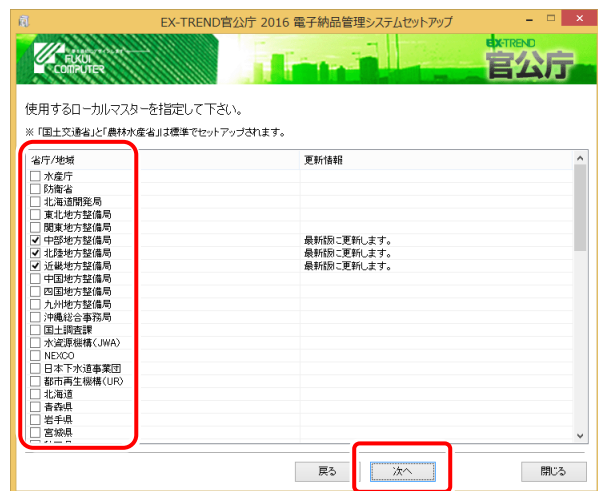 EX-TREND官公庁 2016 電子納品管理システムセットアップ
FUKUI
COMPUTER
EX-TREND
官公庁
使用するローカルマスターを指定して下さい。
※「国土交通省」と「農林水産省」は標準でセットアップされます。
省庁/地域 更新情報
水産庁
防衛省
北海道開発局
東北地方整備局
関東地方整備局
中部地方整備局 最新版に更新します。
北陸地方整備局 最新版に更新します。
近畿地方整備局 最新版に更新します。
中国地方整備局
四国地方整備局
九州地方整備局
沖縄総合事務局
国土調査課
水資源機構(JWA)
NEXCO
日本下水道事業団
都市再生機構(UR)
北海道
青森県
岩手県
宮城県
戻る 次へ 閉じる